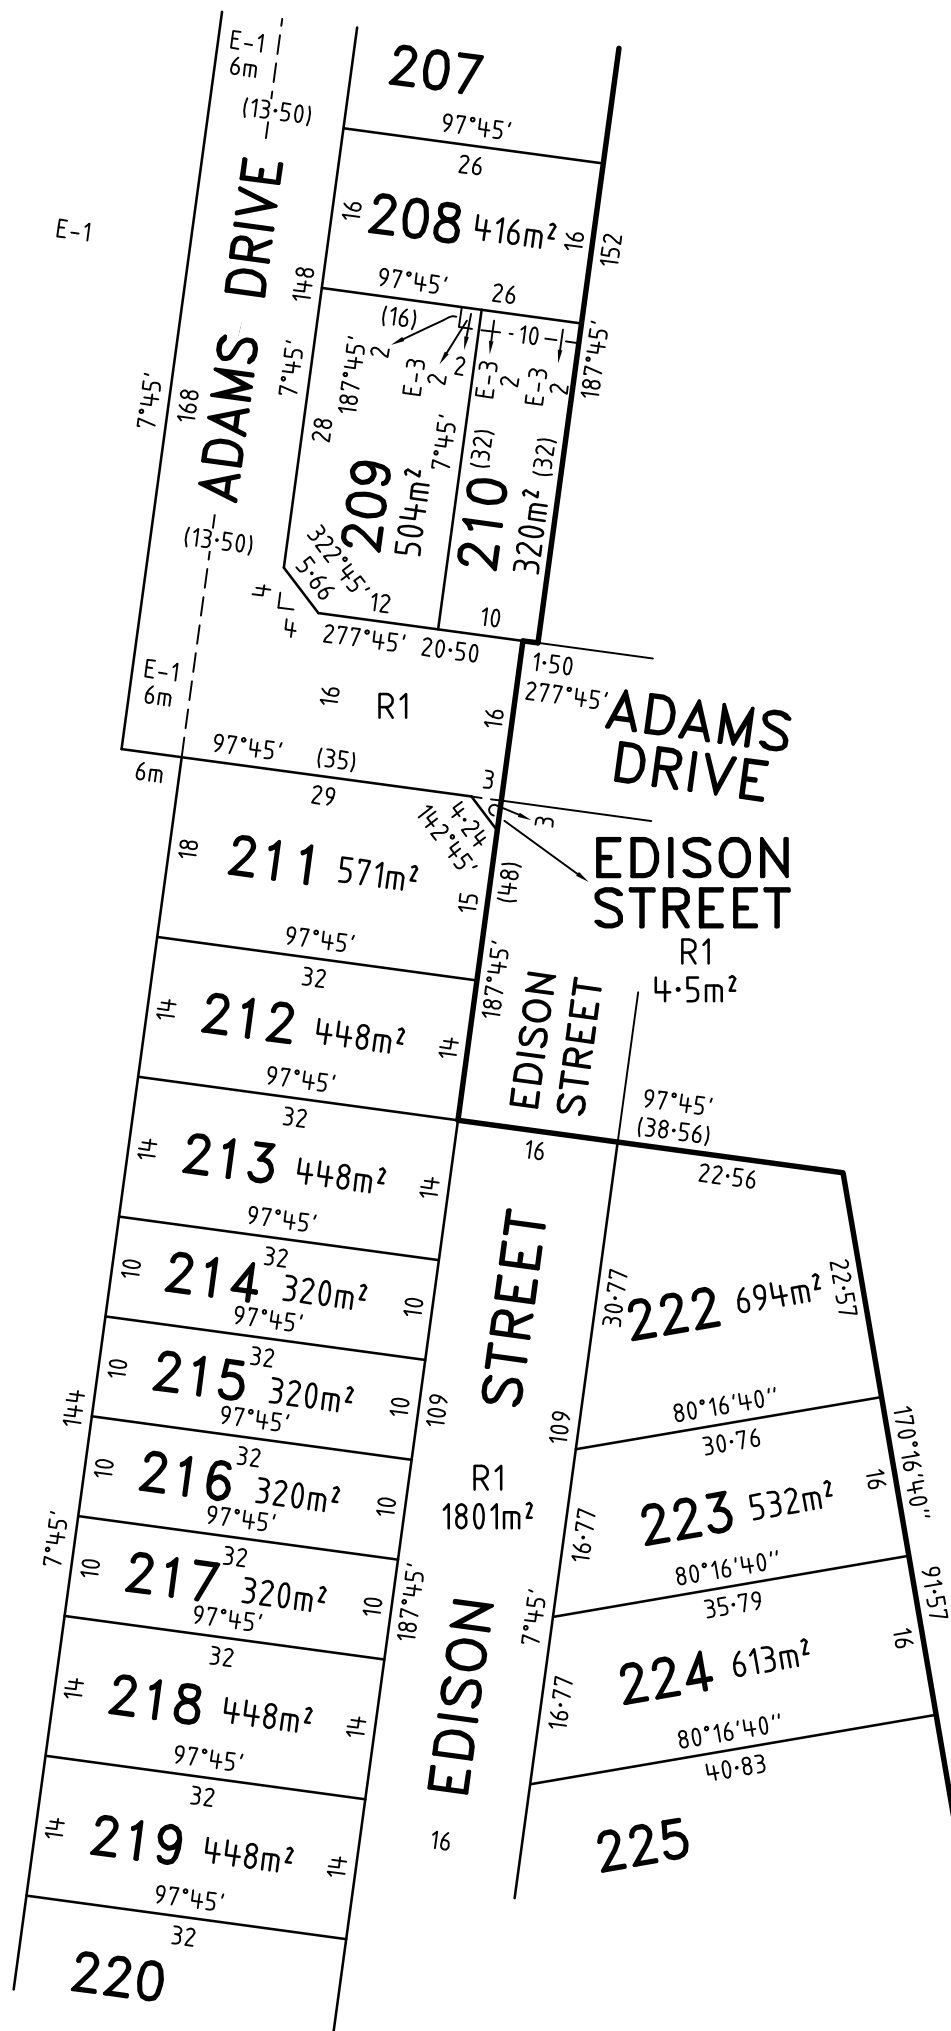 E-1
6m
(13·50)
207
97°45'
26
16
208 416m²
16
152
E-1
ADAMS DRIVE
148
97°45'
26
(16)
2
E-3
2
2
E-3
2
10
E-3
2
187°45'
7°45'
168
7°45'
187°45'
28
7°45'
(32)
(32)
209
504m²
210
320m²
(13·50)
322°45'
5·66
4
4
12
10
277°45'
20·50
1·50
277°45'
E-1
6m
16
R1
16
ADAMS
DRIVE
97°45'
(35)
6m
29
3
3
4·24
142°45'
18
211 571m²
15
(48)
EDISON
STREET
R1
4·5m²
97°45'
32
187°45'
14
212 448m²
14
EDISON
STREET
97°45'
32
97°45'
(38·56)
16
22·56
14
213 448m²
14
97°45'
32
10
214 320m²
10
STREET
30·77
222 694m²
22·57
97°45'
32
10
215 320m²
10
109
144
97°45'
32
109
80°16'40''
30·76
170°16'40''
10
216 320m²
10
R1
1801m²
16·77
223 532m²
16
97°45'
32
7°45'
10
217 320m²
10
187°45'
7°45'
80°16'40''
35·79
91·57
97°45'
32
14
218 448m²
14
EDISON
16·77
224 613m²
16
97°45'
32
80°16'40''
40·83
14
219 448m²
14
16
225
97°45'
32
220